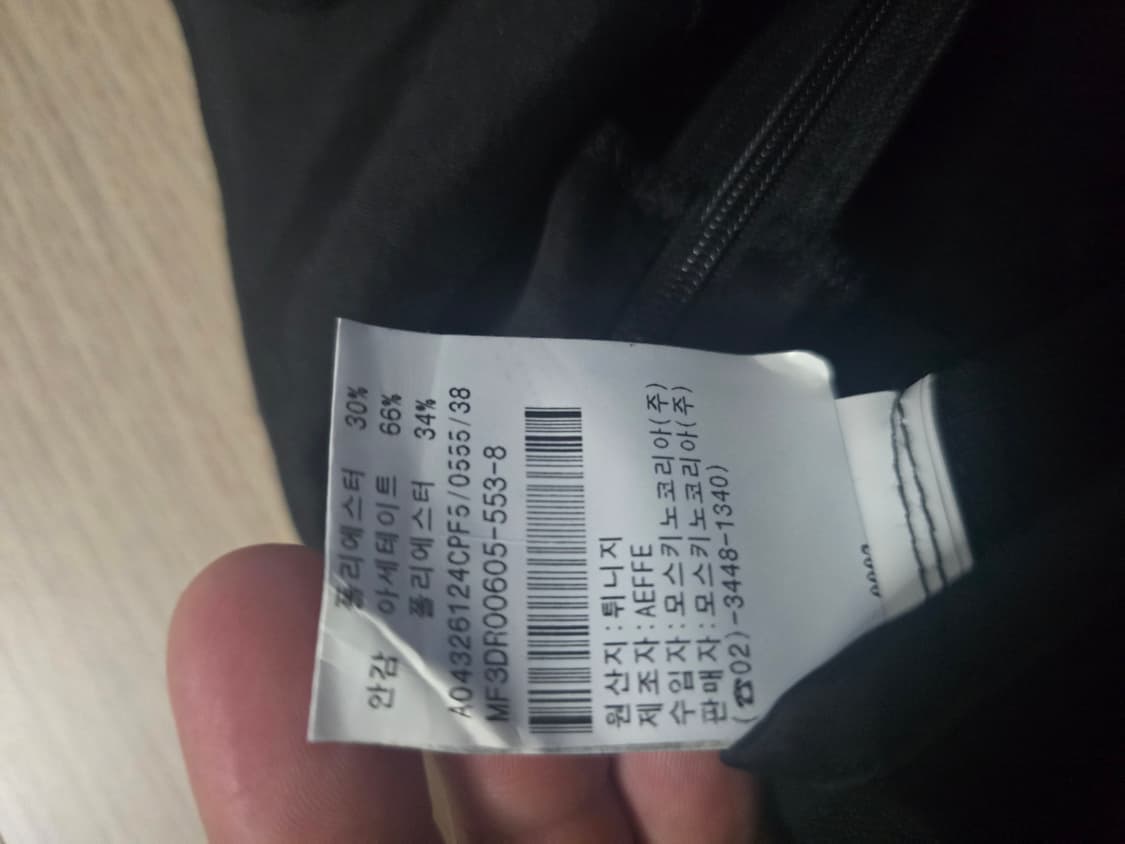 폴리에스터 30%
안감 아세테이트 66%
폴리에스터 34%
A04326124CPF5/0555/38
MF3DR00605-553-8
원산지:튀니지
제조자:AEFFE
수입자:모스키노코리아(주)
판매자:모스키노코리아(주)
(☎02)-3448-1340)